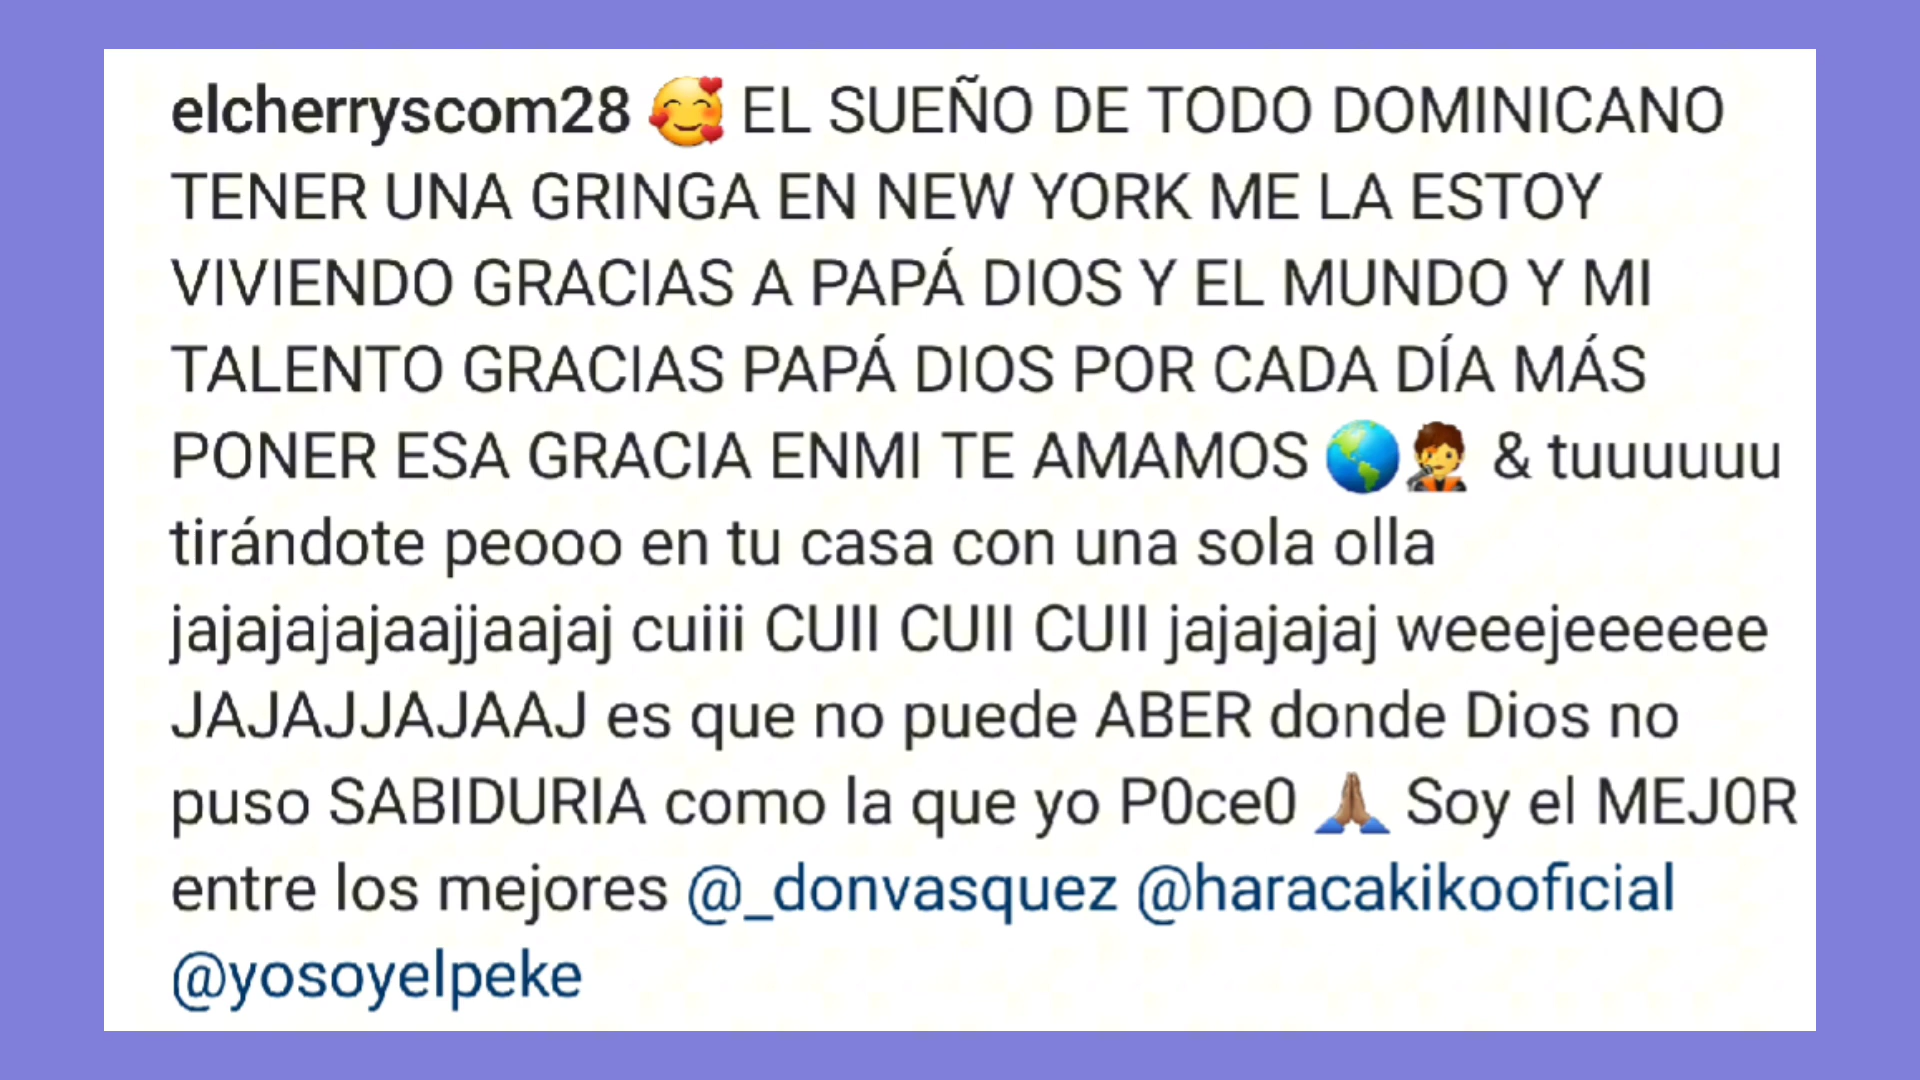 elcherryscom28 🥰 EL SUEÑO DE TODO DOMINICANO
TENER UNA GRINGA EN NEW YORK ME LA ESTOY
VIVIENDO GRACIAS A PAPÁ DIOS Y EL MUNDO Y MI
TALENTO GRACIAS PAPÁ DIOS POR CADA DÍA MÁS
PONER ESA GRACIA ENMI TE AMAMOS 🌎🧑‍🎤 & tuuuuuu
tirándote peooo en tu casa con una sola olla
jajajajajaajjaajaj cuiii CUII CUII CUII jajajajaj weeejeeeeee
JAJAJJAJAAJ es que no puede ABER donde Dios no
puso SABIDURIA como la que yo P0ce0 🙏🏽 Soy el MEJ0R
entre los mejores @_donvasquez @haracakikooficial
@yosoyelpeke